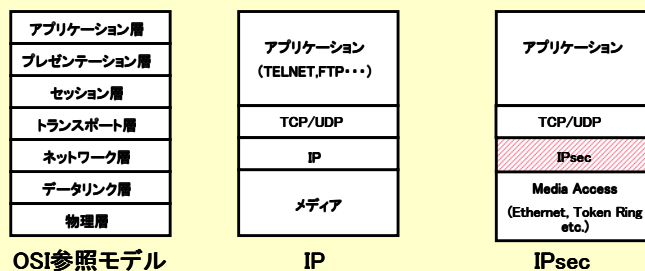 アプリケーション層
プレゼンテーション層
セッション層
トランスポート層
ネットワーク層
データリンク層
物理層
OSI参照モデル
アプリケーション
(TELNET,FTP・・・)
TCP/UDP
IP
メディア
IP
アプリケーション
TCP/UDP
IPsec
Media Access
(Ethernet, Token Ring
etc.)
IPsec